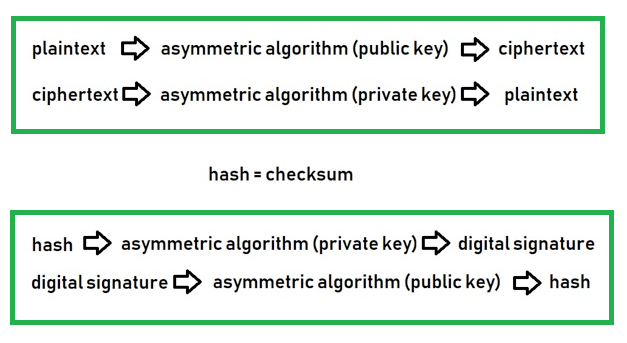 plaintext asymmetric algorithm (public key) ciphertext
ciphertext asymmetric algorithm (private key) plaintext
hash = checksum
hash asymmetric algorithm (private key) digital signature
digital signature asymmetric algorithm (public key) hash